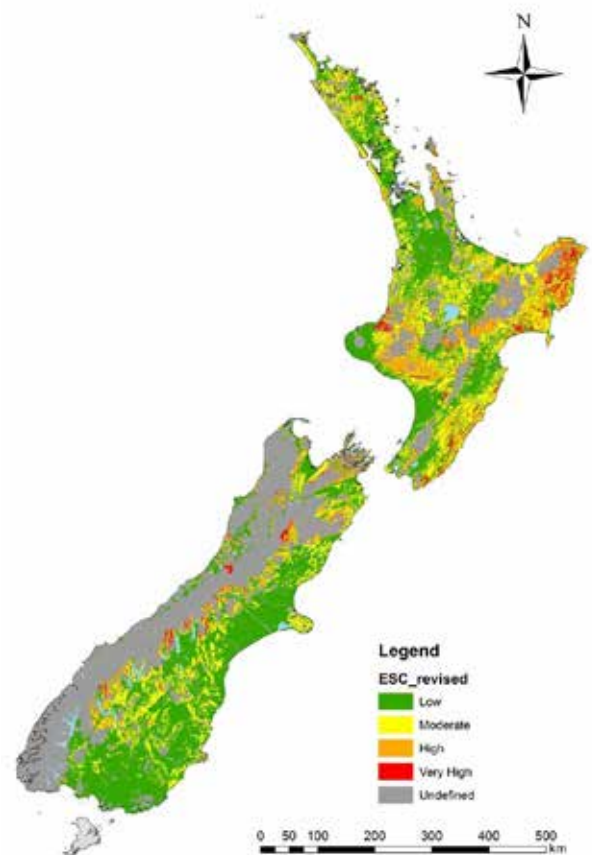 N
Legend
ESC_revised
Low
Moderate
High
Very High
Undefined
0 50 100 200 300 400 500
km